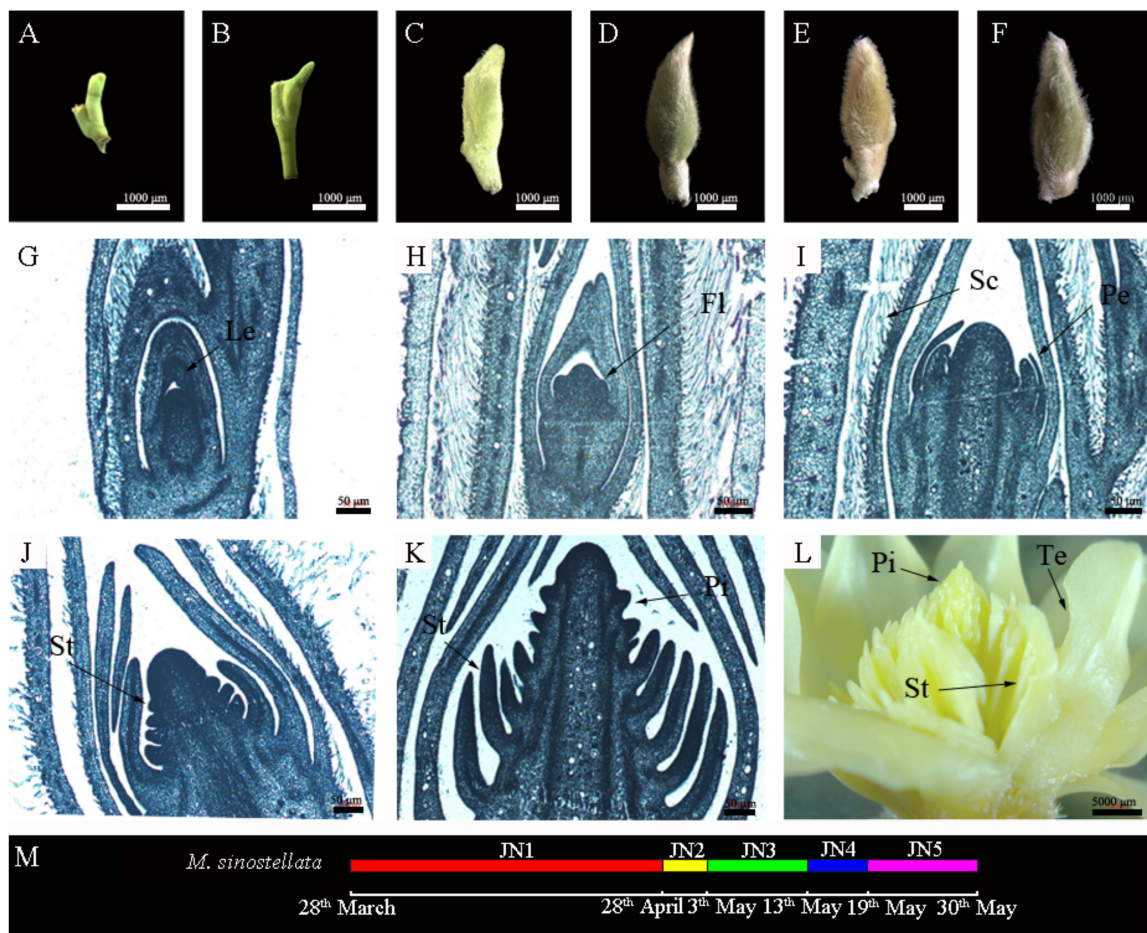 A B C D E F
1000 μm 1000 μm 1000 μm 1000 μm 1000 μm 1000 μm
G H I
Le Fl Sc Pe
50 μm 50 μm 50 μm
J K L
St St Pi Pi Te St
50 μm 50 μm 5000 μm
M
JN1 JN2 JN3 JN4 JN5
M. sinostellata
28th March 28th April 3th May 13th May 19th May 30th May